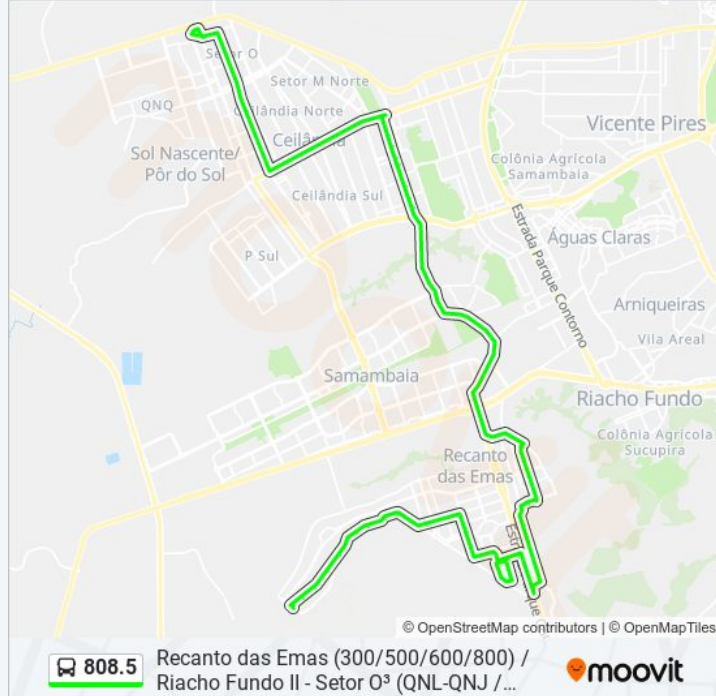 Setor O
Setor M Norte
QNQ
Ceilândia Norte
Vicente Pires
Ceilândia
Sol Nascente/
Pôr do Sol
Colônia Agrícola
Samambaia
Ceilândia Sul
Estrada Parque Contorno
Águas Claras
P Sul
Arniqueiras
Vila Areal
Samambaia
Riacho Fundo
Colônia Agrícola
Sucupira
Recanto
das Emas
© OpenStreetMap contributors | © OpenMapTiles
808.5
Recanto das Emas (300/500/600/800) /
Riacho Fundo II - Setor O³ (QNL-QNJ /...
moovit